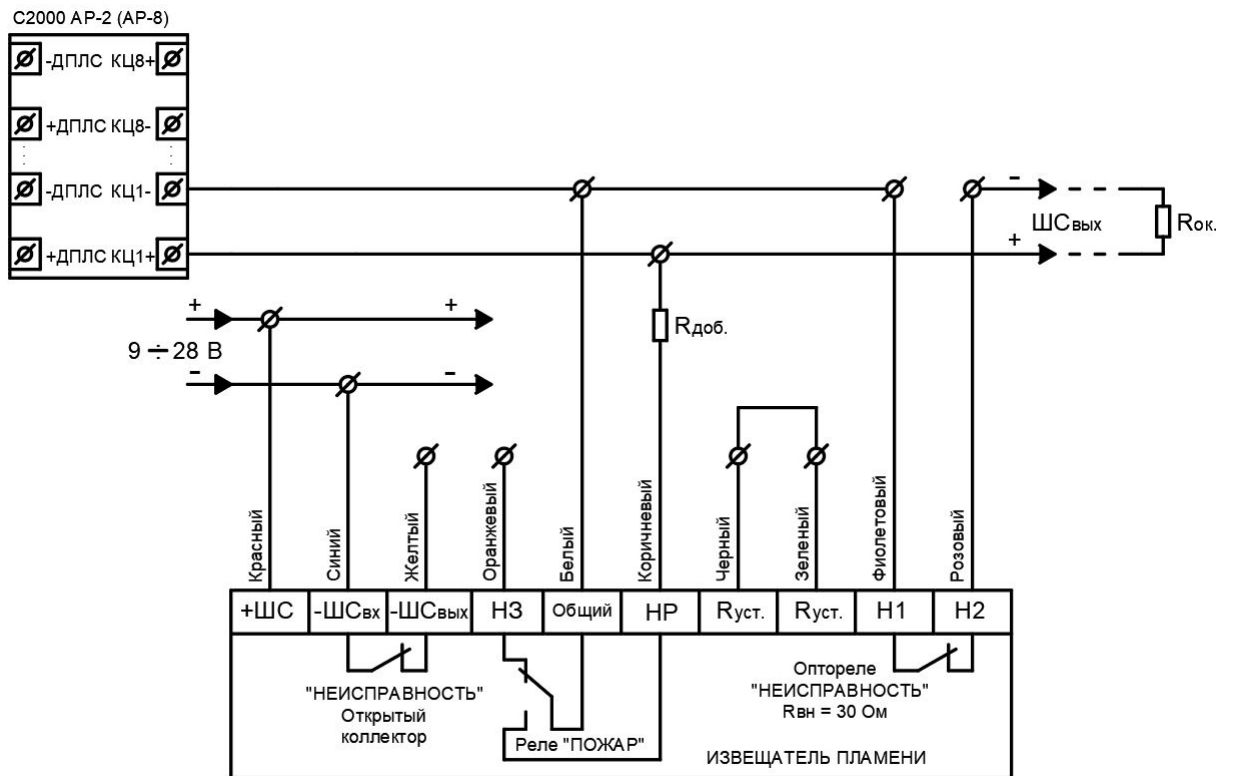 С2000 АР-2 (АР-8)
-ДПЛС КЦ8+
+ДПЛС КЦ8-
-ДПЛС КЦ1-
+ДПЛС КЦ1+
-
ШСвых
+
Rок.
+ +
9 ÷ 28 В
- -
Rдоб.
Красный
Синий
Желтый
Оранжевый
Белый
Коричневый
Черный
Зеленый
Фиолетовый
Розовый
+ШС -ШСвх -ШСвых НЗ Общий НР Rуст. Rуст. Н1 Н2
"НЕИСПРАВНОСТЬ"
Открытый
коллектор
Реле "ПОЖАР"
Оптореле
"НЕИСПРАВНОСТЬ"
Rвн = 30 Ом
ИЗВЕЩАТЕЛЬ ПЛАМЕНИ